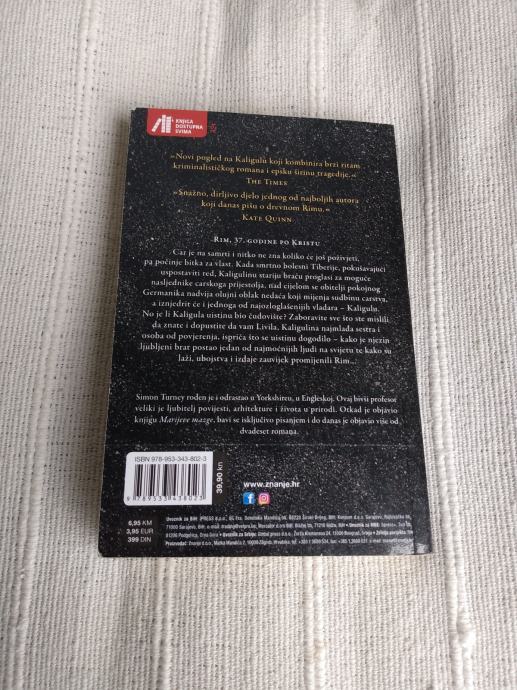 KNJIGA
DOSTUPNA
SVIMA
»Novi pogled na Kaligulu koji kombinira brzi ritam
kriminalističkog romana i epsku širinu tragedije.«
THE TIMES
»Snažno, dirljivo djelo jednog od najboljih autora
koji danas pišu o drevnom Rimu.«
KATE QUINN
RIM, 37. GODINE PO KRISTU
Car je na samrti i nitko ne zna koliko će još poživjeti,
pa počinje bitka za vlast. Kada smrtno bolesni Tiberije, pokušavajući
uspostaviti red, Kaligulinu stariju braću proglasi za moguće
nasljednike carskoga prijestolja, nad cijelom se obitelji pokojnog
Germanika nadvija olujni oblak nedaća koji mijenja sudbinu carstva,
a iznjedrit će i jednoga od najozloglašenijih vladara – Kaligulu.
No je li Kaligula uistinu bio čudovište? Zaboravite sve što ste mislili
da znate i dopustite da vam Livila, Kaligulina najmlađa sestra i
osoba od povjerenja, ispriča što se uistinu dogodilo – kako je njezin
ljubljeni brat postao jedan od najmoćnijih ljudi na svijetu te kako su
laži, ubojstva i izdaje zauvijek promijenili Rim...
Simon Turney rođen je i odrastao u Yorkshireu, u Engleskoj. Ovaj bivši profesor
veliki je ljubitelj povijesti, arhitekture i života u prirodi. Otkad je objavio
knjigu Marijeve mazge, bavi se isključivo pisanjem i do danas je objavio više od
dvadeset romana.
ISBN 978-953-343-802-3
9 789533 438023
39,90 kn
www.znanje.hr
6,95 KM
3,95 EUR
399 DIN